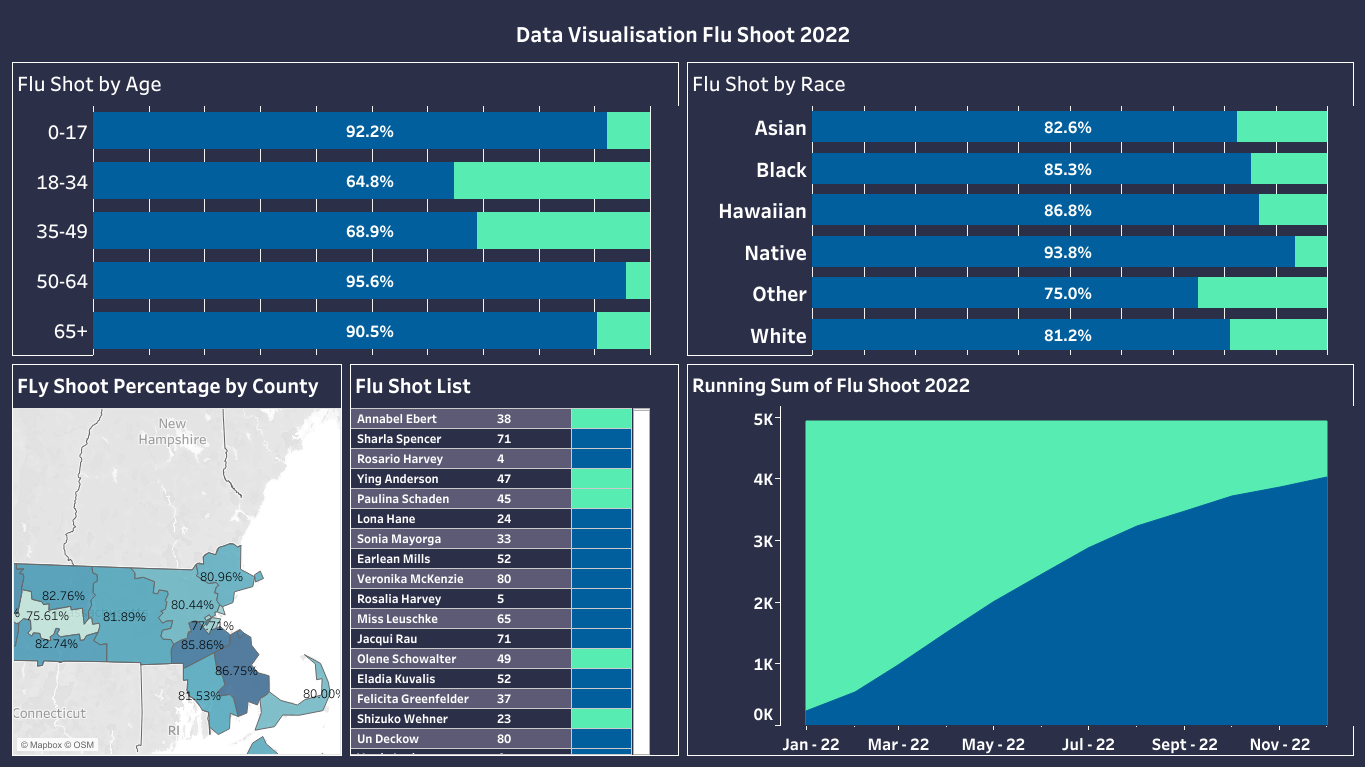 Data Visualisation Flu Shoot 2022
Flu Shot by Age
0-17 92.2%
18-34 64.8%
35-49 68.9%
50-64 95.6%
65+ 90.5%
Flu Shot by Race
Asian 82.6%
Black 85.3%
Hawaiian 86.8%
Native 93.8%
Other 75.0%
White 81.2%
FLy Shoot Percentage by County
New
Hampshire
80.96%
82.76%
80.44%
75.61%
81.89%
77.71%
82.74%
85.86%
86.75%
81.53%
80.00%
Connecticut
RI
© Mapbox © OSM
Flu Shot List
Annabel Ebert 38
Sharla Spencer 71
Rosario Harvey 4
Ying Anderson 47
Paulina Schaden 45
Lona Hane 24
Sonia Mayorga 33
Earlean Mills 52
Veronika McKenzie 80
Rosalia Harvey 5
Miss Leuschke 65
Jacqui Rau 71
Olene Schowalter 49
Eladia Kuvalis 52
Felicita Greenfelder 37
Shizuko Wehner 23
Un Deckow 80
Running Sum of Flu Shoot 2022
5K
4K
3K
2K
1K
0K
Jan - 22 Mar - 22 May - 22 Jul - 22 Sept - 22 Nov - 22